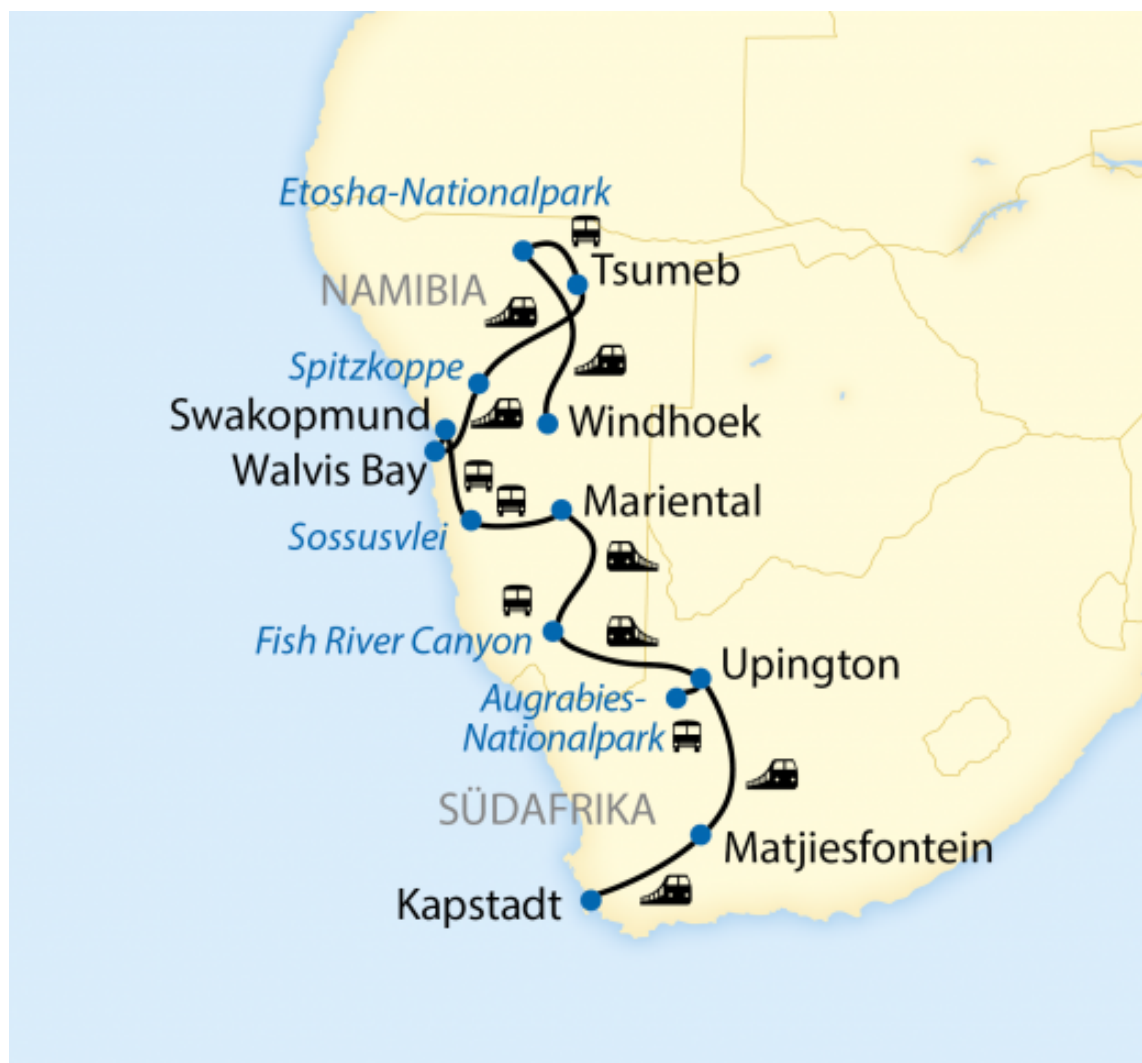 Etosha-Nationalpark
Tsumeb
NAMIBIA
Spitzkoppe
Swakopmund
Windhoek
Walvis Bay
Mariental
Sossusvlei
Fish River Canyon
Upington
Augrabies-
Nationalpark
SÜDAFRIKA
Matjiesfontein
Kapstadt